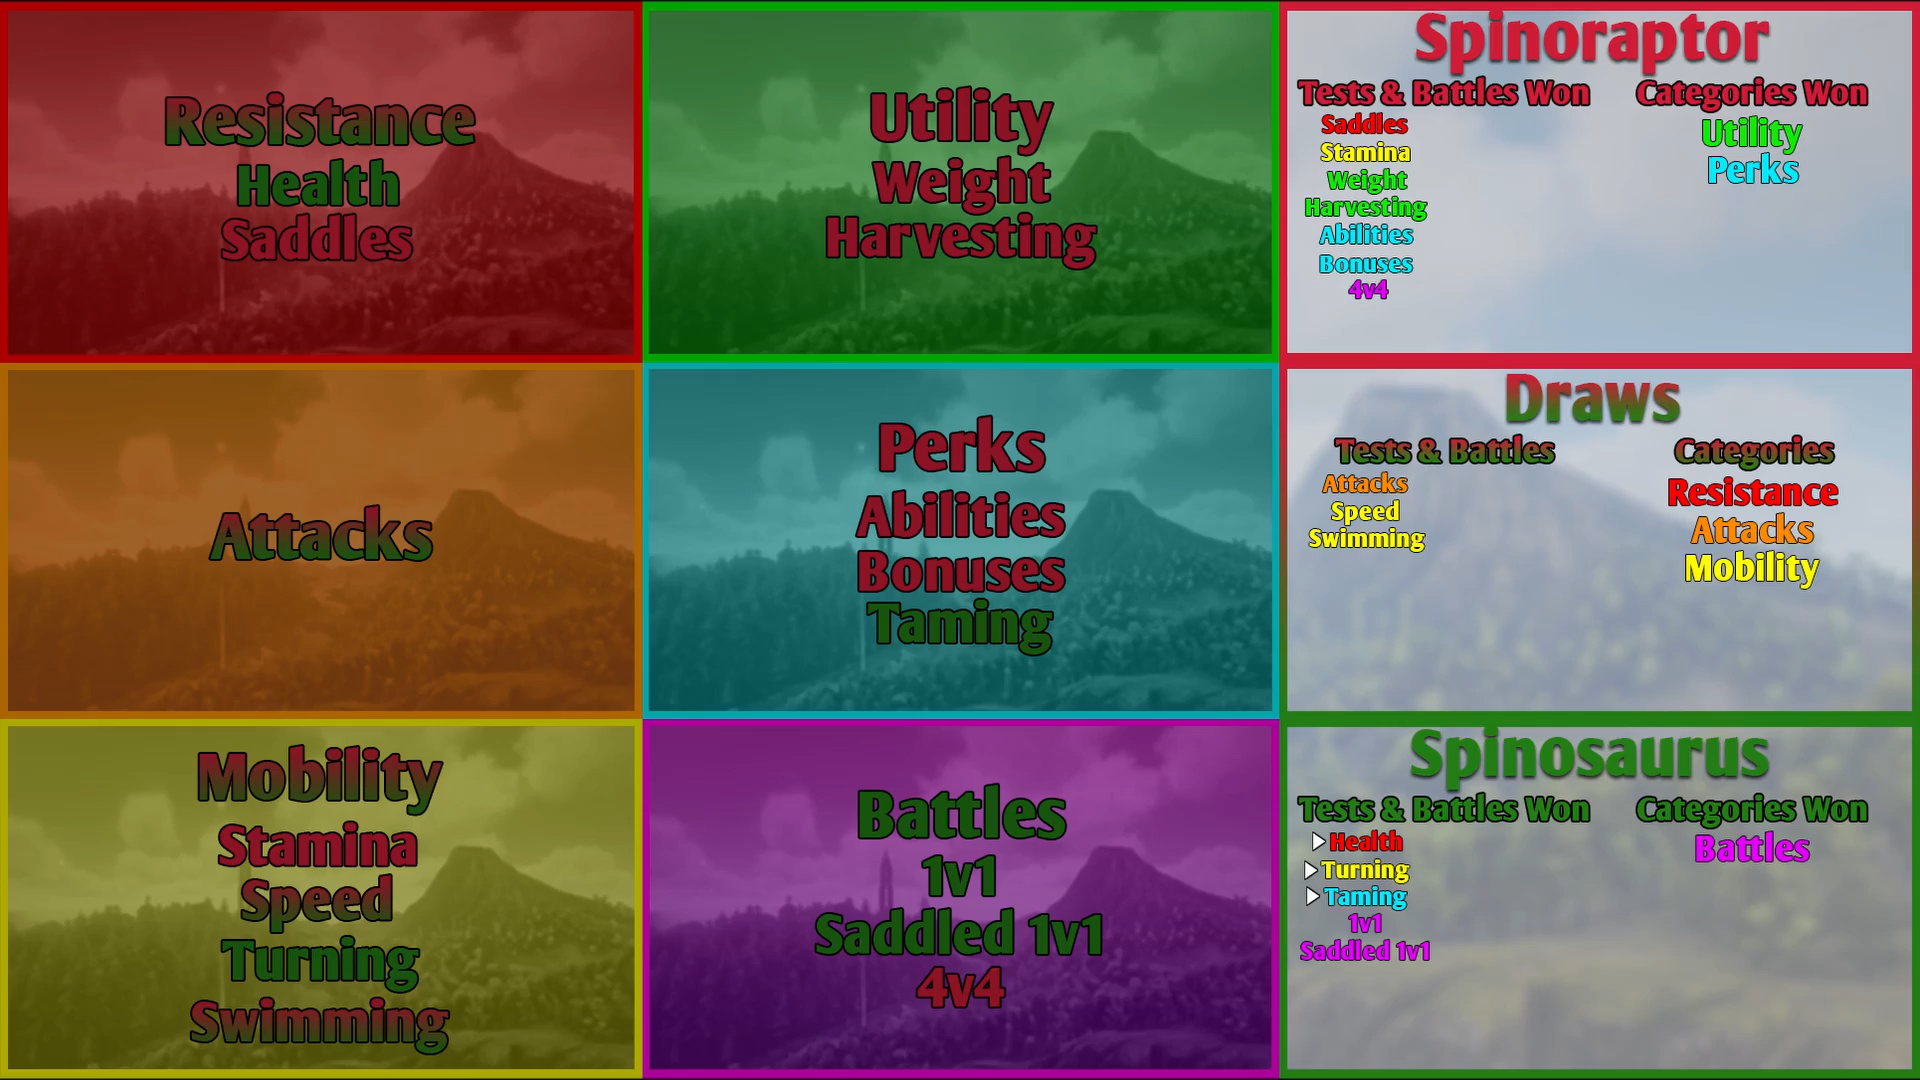 Resistance
Health
Saddles
Utility
Weight
Harvesting
Spinoraptor
Tests & Battles Won
Saddles
Stamina
Weight
Harvesting
Abilities
Bonuses
4v4
Categories Won
Utility
Perks
Attacks
Perks
Abilities
Bonuses
Taming
Draws
Tests & Battles
Attacks
Speed
Swimming
Categories
Resistance
Attacks
Mobility
Mobility
Stamina
Speed
Turning
Swimming
Battles
1v1
Saddled 1v1
4v4
Spinosaurus
Tests & Battles Won
Health
Turning
Taming
1v1
Saddled 1v1
Categories Won
Battles